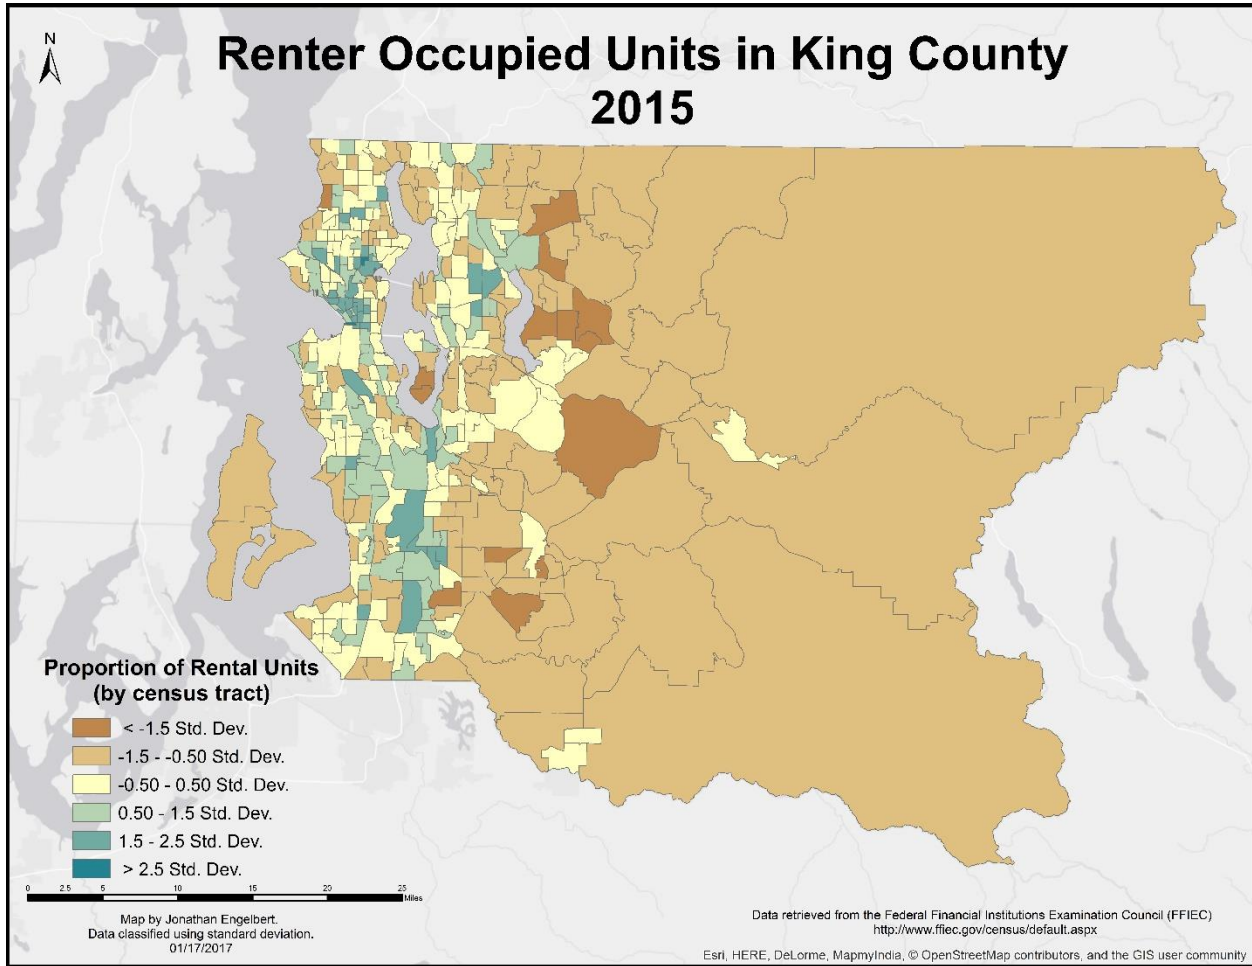 N
Renter Occupied Units in King County
2015
Proportion of Rental Units
(by census tract)
< -1.5 Std. Dev.
-1.5 - -0.50 Std. Dev.
-0.50 - 0.50 Std. Dev.
0.50 - 1.5 Std. Dev.
1.5 - 2.5 Std. Dev.
> 2.5 Std. Dev.
0 2.5 5 10 15 20 25
Miles
Map by Jonathan Engelbert.
Data classified using standard deviation.
01/17/2017
Data retrieved from the Federal Financial Institutions Examination Council (FFIEC)
http://www.ffiec.gov/census/default.aspx
Esri, HERE, DeLorme, MapmyIndia, © OpenStreetMap contributors, and the GIS user community